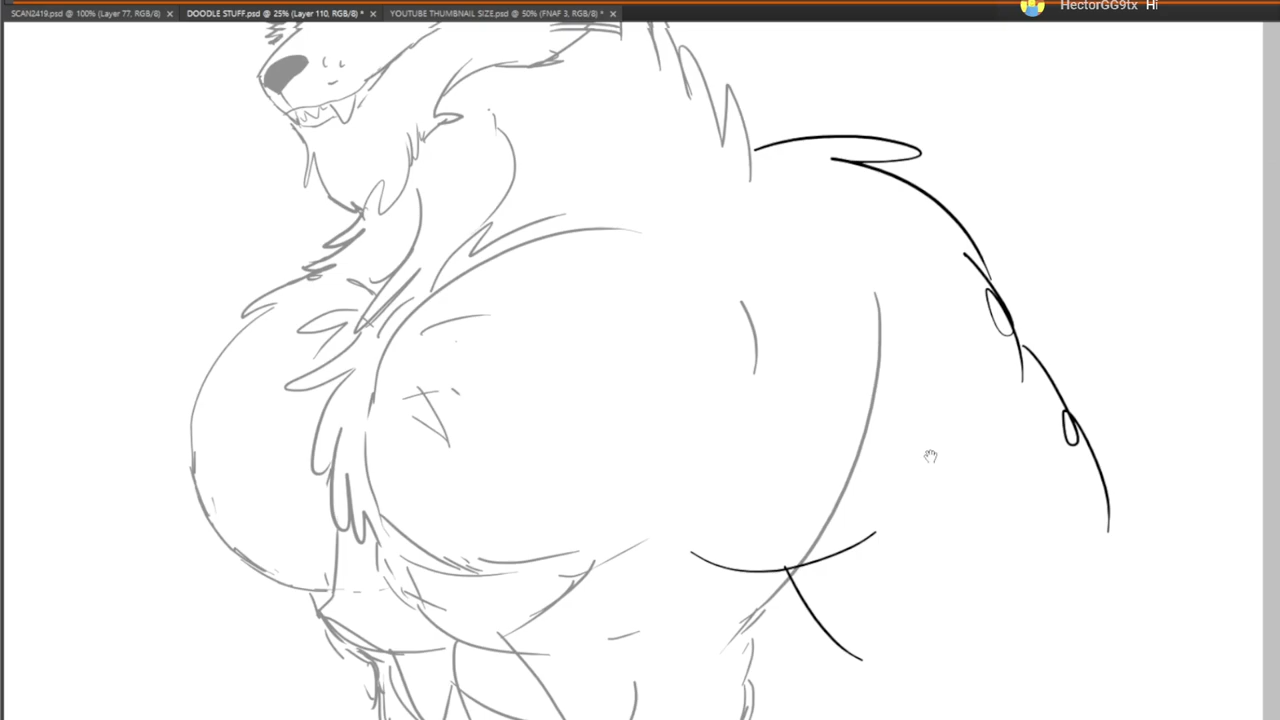 SCAN2419.psd @ 100% (Layer 77, RGB/8) × DOODLE STUFF.psd @ 25% (Layer 110, RGB/8) * × YOUTUBE THUMBNAIL SIZE.psd @ 50% (FNAF 3, RGB/8) * ×
HectorGG9tx Hi